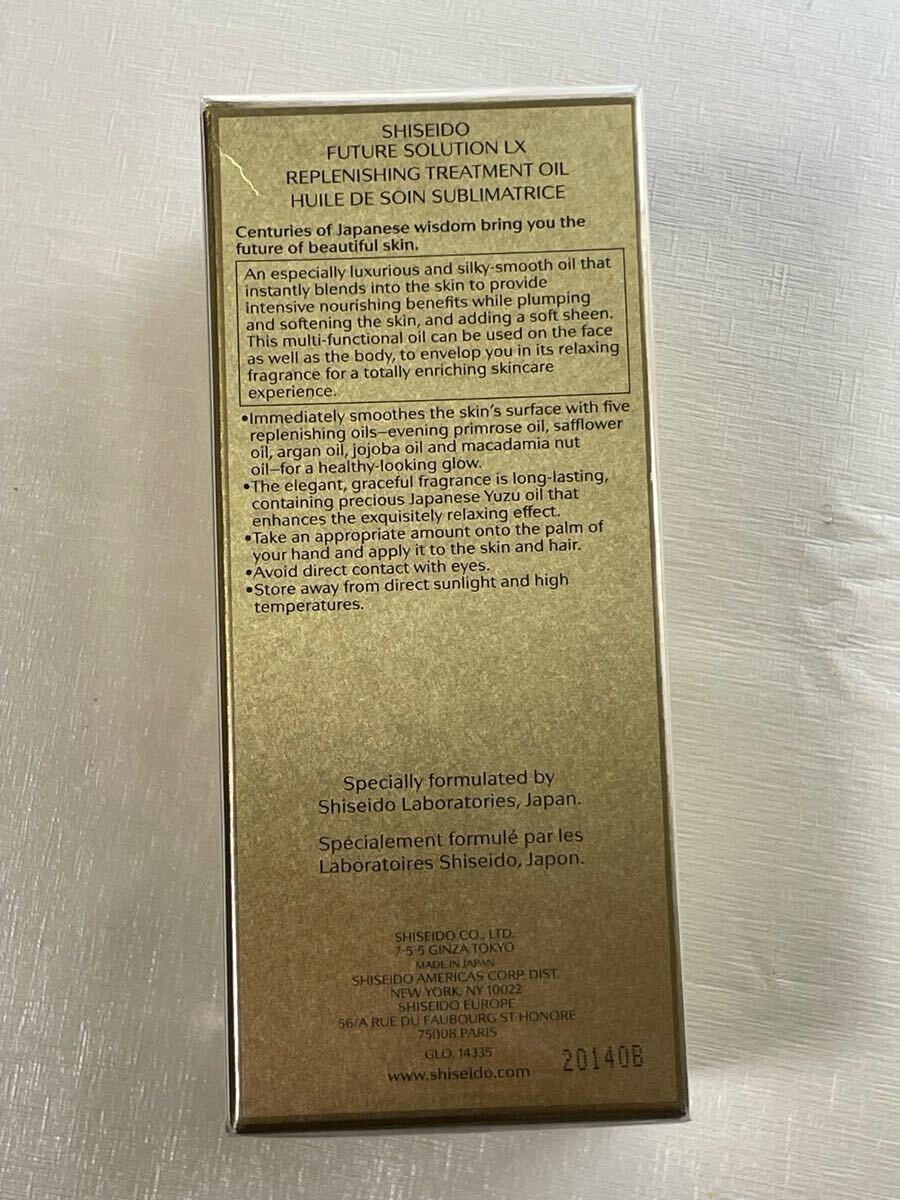 SHISEIDO
FUTURE SOLUTION LX
REPLENISHING TREATMENT OIL
HUILE DE SOIN SUBLIMATRICE
Centuries of Japanese wisdom bring you the
future of beautiful skin.
An especially luxurious and silky-smooth oil that
instantly blends into the skin to provide
intensive nourishing benefits while plumping
and softening the skin, and adding a soft sheen.
This multi-functional oil can be used on the face
as well as the body, to envelop you in its relaxing
fragrance for a totally enriching skincare
experience.
•Immediately smoothes the skin's surface with five
replenishing oils—evening primrose oil, safflower
oil, argan oil, jojoba oil and macadamia nut
oil—for a healthy-looking glow.
•The elegant, graceful fragrance is long-lasting,
containing precious Japanese Yuzu oil that
enhances the exquisitely relaxing effect.
•Take an appropriate amount onto the palm of
your hand and apply it to the skin and hair.
•Avoid direct contact with eyes.
•Store away from direct sunlight and high
temperatures.
Specially formulated by
Shiseido Laboratories, Japan.
Spécialement formulé par les
Laboratoires Shiseido, Japon.
SHISEIDO CO., LTD.
7-5-5 GINZA TOKYO
MADE IN JAPAN
SHISEIDO AMERICAS CORP. DIST.
NEW YORK, NY 10022
SHISEIDO EUROPE
56/A RUE DU FAUBOURG ST HONORE
75008 PARIS
GLO. 14335
www.shiseido.com
20140B